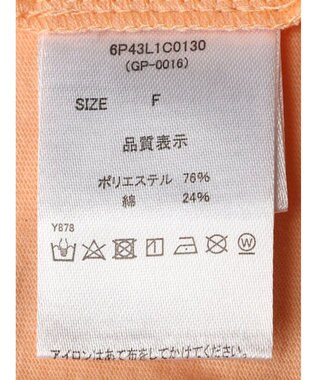 6P43L1C0130
(GP-0016)
SIZE F
品質表示
ポリエステル 76%
綿 24%
Y878
アイロンはあて布をしてかけてください